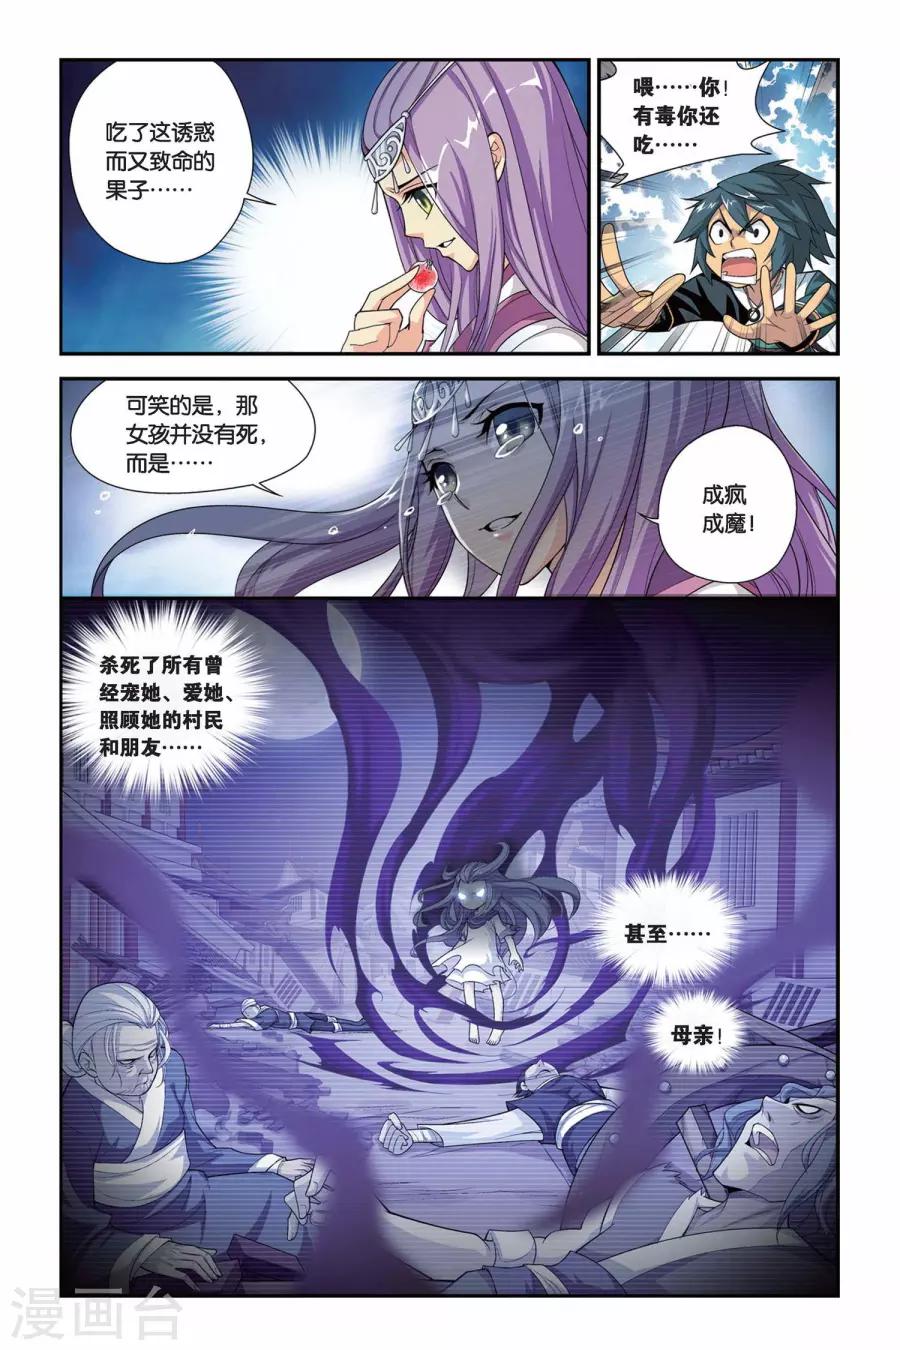 吃了这诱惑
而又致命的
果子……
喂……你！
有毒你还
吃……
可笑的是，那
女孩并没有死，
而是……
成疯
成魔！
杀死了所有曾
经宠她、爱她、
照顾她的村民
和朋友……
甚至……
母亲！
漫画台